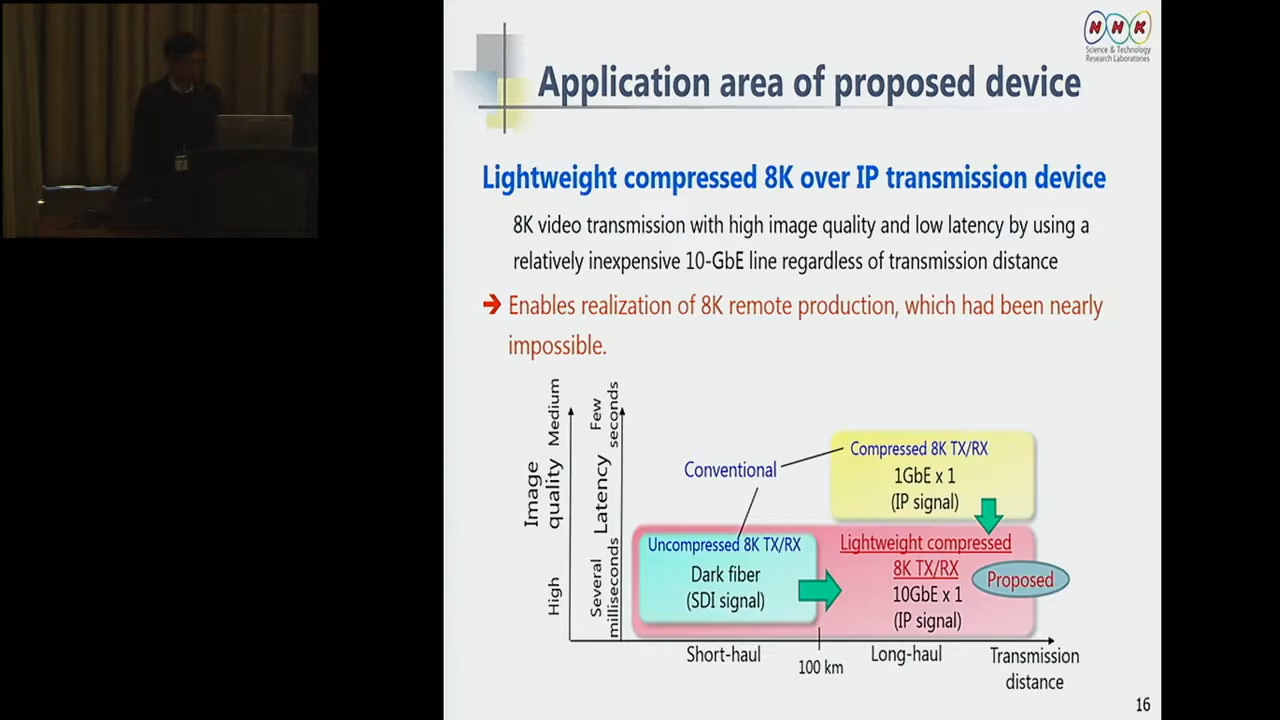 NHK
Science & Technology
Research Laboratories
Application area of proposed device
Lightweight compressed 8K over IP transmission device
8K video transmission with high image quality and low latency by using a
relatively inexpensive 10-GbE line regardless of transmission distance
➔ Enables realization of 8K remote production, which had been nearly
impossible.
Image
quality
High
Medium
Latency
Several
milliseconds
Few
seconds
Conventional
Compressed 8K TX/RX
1GbE x 1
(IP signal)
Uncompressed 8K TX/RX
Dark fiber
(SDI signal)
Lightweight compressed
8K TX/RX
10GbE x 1
(IP signal)
Proposed
Short-haul
100 km
Long-haul
Transmission
distance
16